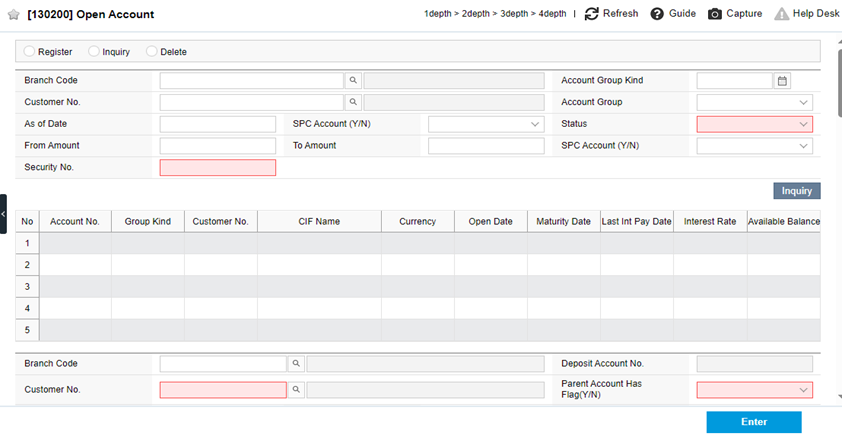 [130200] Open Account 1depth > 2depth > 3depth > 4depth | Refresh Guide Capture Help Desk
Register Inquiry Delete
Branch Code Account Group Kind
Customer No. Account Group
As of Date SPC Account (Y/N) Status
From Amount To Amount SPC Account (Y/N)
Security No.
Inquiry
No Account No. Group Kind Customer No. CIF Name Currency Open Date Maturity Date Last Int Pay Date Interest Rate Available Balance
1
2
3
4
5
Branch Code Deposit Account No.
Customer No. Parent Account Has
Flag(Y/N)
Enter